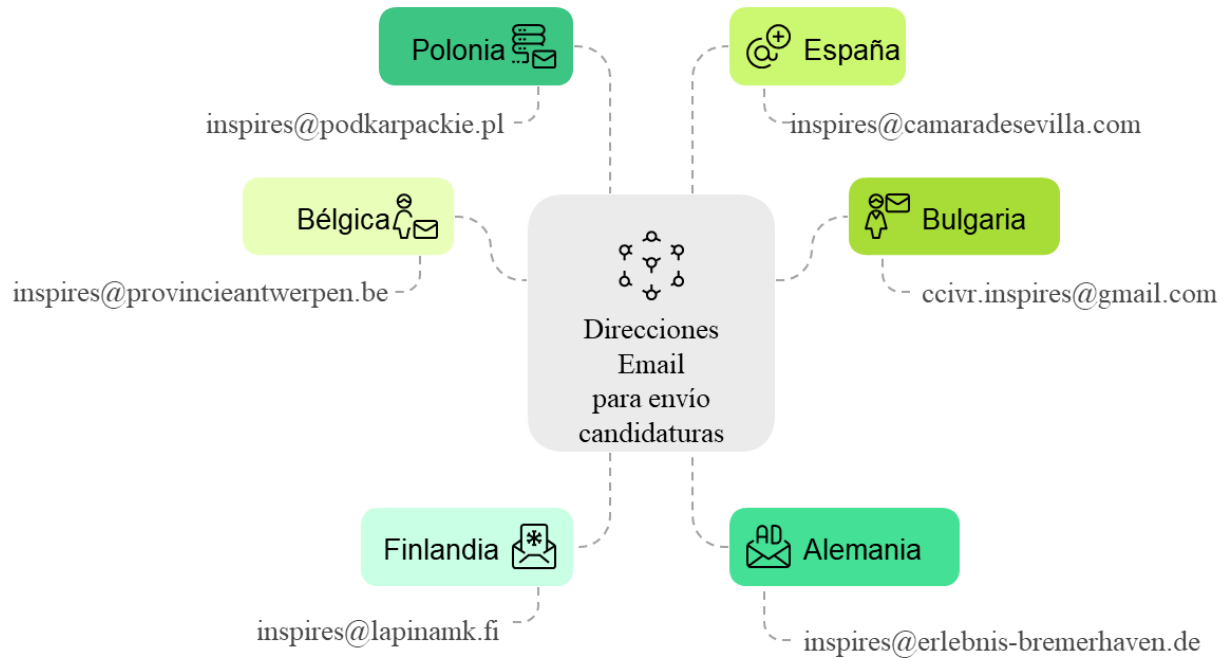 Polonia
España
inspires@podkarpackie.pl
inspires@camaradesevilla.com
Bélgica
Bulgaria
inspires@provincieantwerpen.be
ccivr.inspires@gmail.com
Direcciones
Email
para envío
candidaturas
Finlandia
AD
Alemania
inspires@lapinamk.fi
inspires@erlebnis-bremerhaven.de